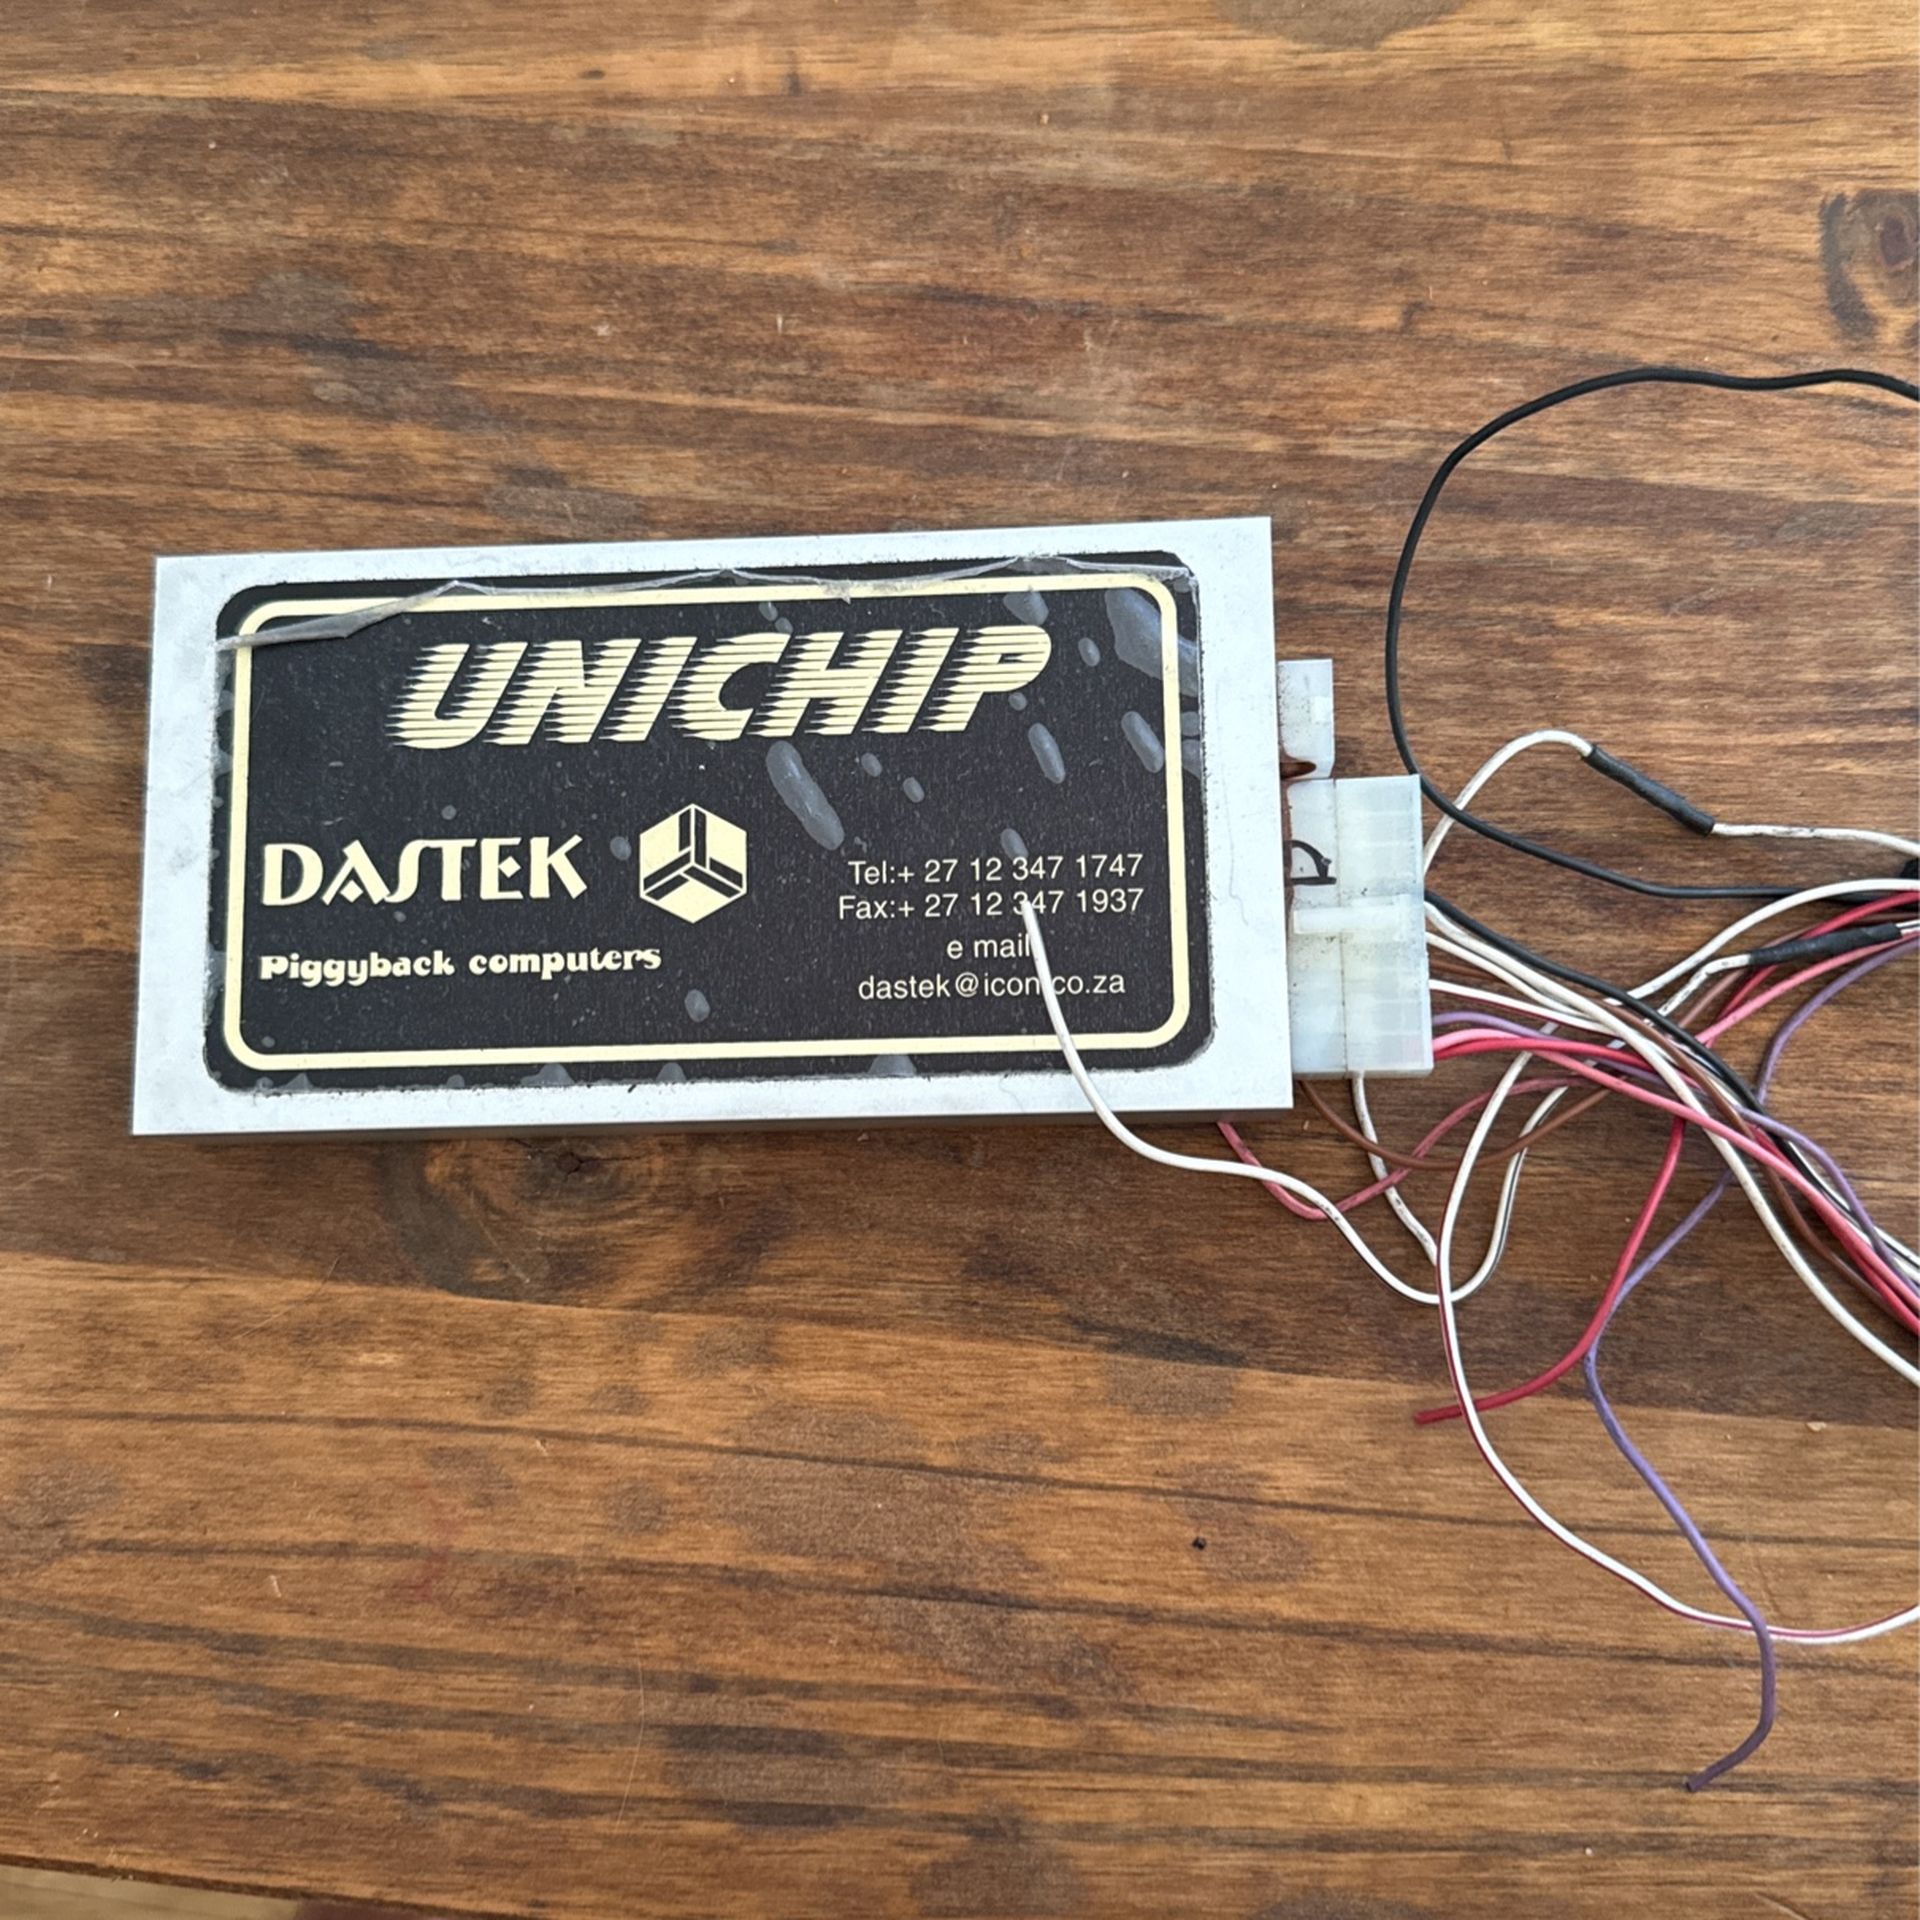 UNICHIP
DASTEK
Piggyback computers
Tel:+ 27 12 347 1747
Fax:+ 27 12 347 1937
e mail
dastek@icon.co.za
D